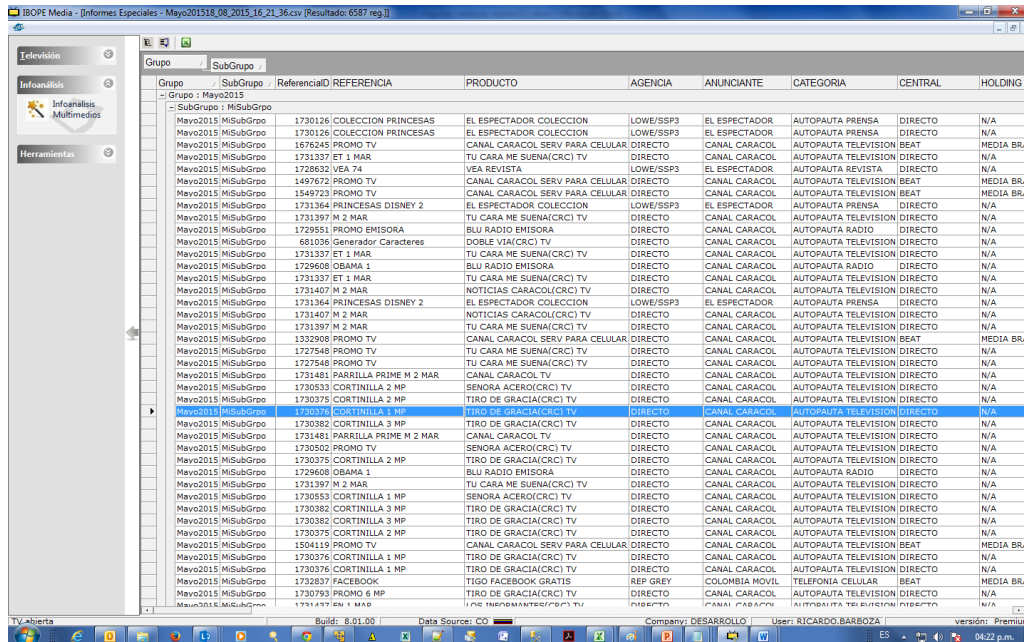 IBOPE Media - [Informes Especiales - Mayo201518_08_2015_16_21_36.csv [Resultado: 6587 reg.]]
Televisión
Infoanálisis
Infoanalisis Multimedios
Herramientas
Grupo / SubGrupo /
Grupo / SubGrupo / ReferenciaID REFERENCIA PRODUCTO AGENCIA ANUNCIANTE CATEGORIA CENTRAL HOLDING
Grupo : Mayo2015
SubGrupo : MiSubGrpo
Mayo2015 MiSubGrpo 1730126 COLECCION PRINCESAS EL ESPECTADOR COLECCION LOWE/SSP3 EL ESPECTADOR AUTOPAUTA PRENSA DIRECTO N/A
Mayo2015 MiSubGrpo 1730126 COLECCION PRINCESAS EL ESPECTADOR COLECCION LOWE/SSP3 EL ESPECTADOR AUTOPAUTA PRENSA DIRECTO N/A
Mayo2015 MiSubGrpo 1676245 PROMO TV CANAL CARACOL SERV PARA CELULAR DIRECTO CANAL CARACOL AUTOPAUTA TELEVISION BEAT MEDIA BRA
Mayo2015 MiSubGrpo 1731337 ET 1 MAR TU CARA ME SUENA(CRC) TV DIRECTO CANAL CARACOL AUTOPAUTA TELEVISION DIRECTO N/A
Mayo2015 MiSubGrpo 1728632 VEA 74 VEA REVISTA LOWE/SSP3 EL ESPECTADOR AUTOPAUTA REVISTA DIRECTO N/A
Mayo2015 MiSubGrpo 1497672 PROMO TV CANAL CARACOL SERV PARA CELULAR DIRECTO CANAL CARACOL AUTOPAUTA TELEVISION BEAT MEDIA BRA
Mayo2015 MiSubGrpo 1549723 PROMO TV CANAL CARACOL SERV PARA CELULAR DIRECTO CANAL CARACOL AUTOPAUTA TELEVISION BEAT MEDIA BRA
Mayo2015 MiSubGrpo 1731364 PRINCESAS DISNEY 2 EL ESPECTADOR COLECCION LOWE/SSP3 EL ESPECTADOR AUTOPAUTA PRENSA DIRECTO N/A
Mayo2015 MiSubGrpo 1731397 M 2 MAR TU CARA ME SUENA(CRC) TV DIRECTO CANAL CARACOL AUTOPAUTA TELEVISION DIRECTO N/A
Mayo2015 MiSubGrpo 1729551 PROMO EMISORA BLU RADIO EMISORA DIRECTO CANAL CARACOL AUTOPAUTA RADIO DIRECTO N/A
Mayo2015 MiSubGrpo 681036 Generador Caracteres DOBLE VIA(CRC) TV DIRECTO CANAL CARACOL AUTOPAUTA TELEVISION DIRECTO N/A
Mayo2015 MiSubGrpo 1731337 ET 1 MAR TU CARA ME SUENA(CRC) TV DIRECTO CANAL CARACOL AUTOPAUTA TELEVISION DIRECTO N/A
Mayo2015 MiSubGrpo 1729608 OBAMA 1 BLU RADIO EMISORA DIRECTO CANAL CARACOL AUTOPAUTA RADIO DIRECTO N/A
Mayo2015 MiSubGrpo 1731337 ET 1 MAR TU CARA ME SUENA(CRC) TV DIRECTO CANAL CARACOL AUTOPAUTA TELEVISION DIRECTO N/A
Mayo2015 MiSubGrpo 1731407 M 2 MAR NOTICIAS CARACOL(CRC) TV DIRECTO CANAL CARACOL AUTOPAUTA TELEVISION DIRECTO N/A
Mayo2015 MiSubGrpo 1731364 PRINCESAS DISNEY 2 EL ESPECTADOR COLECCION LOWE/SSP3 EL ESPECTADOR AUTOPAUTA PRENSA DIRECTO N/A
Mayo2015 MiSubGrpo 1731407 M 2 MAR NOTICIAS CARACOL(CRC) TV DIRECTO CANAL CARACOL AUTOPAUTA TELEVISION DIRECTO N/A
Mayo2015 MiSubGrpo 1731397 M 2 MAR TU CARA ME SUENA(CRC) TV DIRECTO CANAL CARACOL AUTOPAUTA TELEVISION DIRECTO N/A
Mayo2015 MiSubGrpo 1332908 PROMO TV CANAL CARACOL SERV PARA CELULAR DIRECTO CANAL CARACOL AUTOPAUTA TELEVISION BEAT MEDIA BRA
Mayo2015 MiSubGrpo 1727548 PROMO TV TU CARA ME SUENA(CRC) TV DIRECTO CANAL CARACOL AUTOPAUTA TELEVISION DIRECTO N/A
Mayo2015 MiSubGrpo 1727548 PROMO TV TU CARA ME SUENA(CRC) TV DIRECTO CANAL CARACOL AUTOPAUTA TELEVISION DIRECTO N/A
Mayo2015 MiSubGrpo 1731481 PARRILLA PRIME M 2 MAR CANAL CARACOL TV DIRECTO CANAL CARACOL AUTOPAUTA TELEVISION DIRECTO N/A
Mayo2015 MiSubGrpo 1730533 CORTINILLA 2 MP SENORA ACERO(CRC) TV DIRECTO CANAL CARACOL AUTOPAUTA TELEVISION DIRECTO N/A
Mayo2015 MiSubGrpo 1730375 CORTINILLA 2 MP TIRO DE GRACIA(CRC) TV DIRECTO CANAL CARACOL AUTOPAUTA TELEVISION DIRECTO N/A
Mayo2015 MiSubGrpo 1730376 CORTINILLA 1 MP TIRO DE GRACIA(CRC) TV DIRECTO CANAL CARACOL AUTOPAUTA TELEVISION DIRECTO N/A
Mayo2015 MiSubGrpo 1730382 CORTINILLA 3 MP TIRO DE GRACIA(CRC) TV DIRECTO CANAL CARACOL AUTOPAUTA TELEVISION DIRECTO N/A
Mayo2015 MiSubGrpo 1731481 PARRILLA PRIME M 2 MAR CANAL CARACOL TV DIRECTO CANAL CARACOL AUTOPAUTA TELEVISION DIRECTO N/A
Mayo2015 MiSubGrpo 1730502 PROMO TV SENORA ACERO(CRC) TV DIRECTO CANAL CARACOL AUTOPAUTA TELEVISION DIRECTO N/A
Mayo2015 MiSubGrpo 1730375 CORTINILLA 2 MP TIRO DE GRACIA(CRC) TV DIRECTO CANAL CARACOL AUTOPAUTA TELEVISION DIRECTO N/A
Mayo2015 MiSubGrpo 1729608 OBAMA 1 BLU RADIO EMISORA DIRECTO CANAL CARACOL AUTOPAUTA RADIO DIRECTO N/A
Mayo2015 MiSubGrpo 1731397 M 2 MAR TU CARA ME SUENA(CRC) TV DIRECTO CANAL CARACOL AUTOPAUTA TELEVISION DIRECTO N/A
Mayo2015 MiSubGrpo 1730553 CORTINILLA 1 MP SENORA ACERO(CRC) TV DIRECTO CANAL CARACOL AUTOPAUTA TELEVISION DIRECTO N/A
Mayo2015 MiSubGrpo 1730382 CORTINILLA 3 MP TIRO DE GRACIA(CRC) TV DIRECTO CANAL CARACOL AUTOPAUTA TELEVISION DIRECTO N/A
Mayo2015 MiSubGrpo 1730382 CORTINILLA 3 MP TIRO DE GRACIA(CRC) TV DIRECTO CANAL CARACOL AUTOPAUTA TELEVISION DIRECTO N/A
Mayo2015 MiSubGrpo 1730375 CORTINILLA 2 MP TIRO DE GRACIA(CRC) TV DIRECTO CANAL CARACOL AUTOPAUTA TELEVISION DIRECTO N/A
Mayo2015 MiSubGrpo 1504119 PROMO TV CANAL CARACOL SERV PARA CELULAR DIRECTO CANAL CARACOL AUTOPAUTA TELEVISION BEAT MEDIA BRA
Mayo2015 MiSubGrpo 1730376 CORTINILLA 1 MP TIRO DE GRACIA(CRC) TV DIRECTO CANAL CARACOL AUTOPAUTA TELEVISION DIRECTO N/A
Mayo2015 MiSubGrpo 1730376 CORTINILLA 1 MP TIRO DE GRACIA(CRC) TV DIRECTO CANAL CARACOL AUTOPAUTA TELEVISION DIRECTO N/A
Mayo2015 MiSubGrpo 1732837 FACEBOOK TIGO FACEBOOK GRATIS REP GREY COLOMBIA MOVIL TELEFONIA CELULAR BEAT MEDIA BRA
Mayo2015 MiSubGrpo 1730793 PROMO 6 MP TIRO DE GRACIA(CRC) TV DIRECTO CANAL CARACOL AUTOPAUTA TELEVISION DIRECTO N/A
Mayo2015 MiSubGrpo 1731437 EN 1 MAR LOS INFORMANTES(CRC) TV DIRECTO CANAL CARACOL AUTOPAUTA TELEVISION DIRECTO N/A
TV abierta Build: 8.01.00 Data Source: CO Company: DESARROLLO User: RICARDO.BARBOZA versión: Premiu
ES 04:22 p.m.